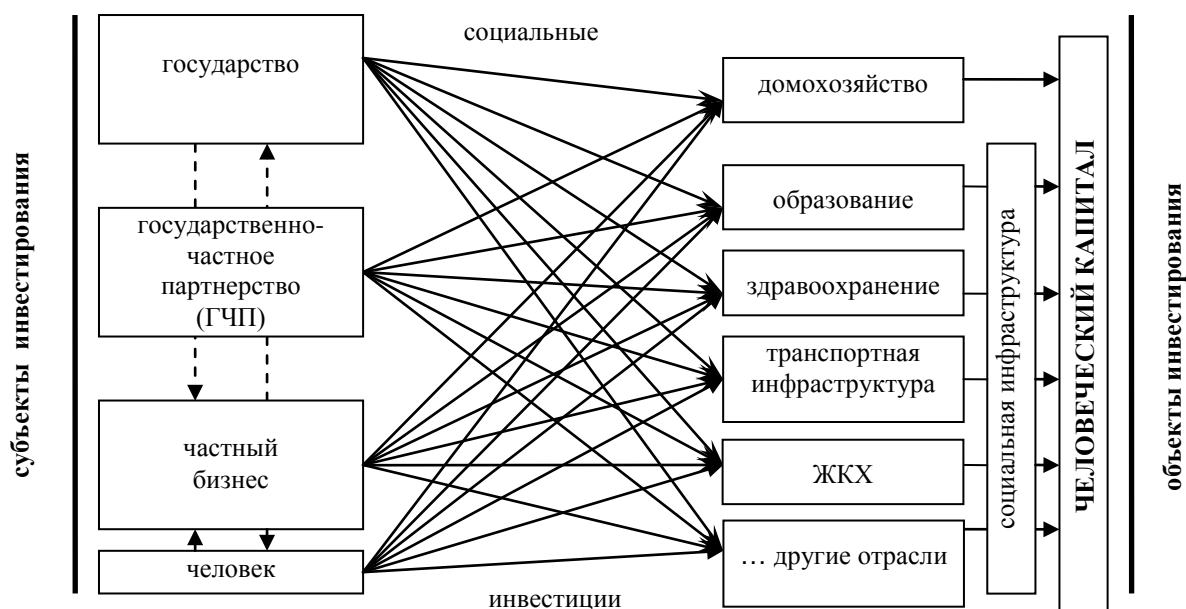 субъекты инвестирования
государство
государственно-
частное
партнерство
(ГЧП)
частный
бизнес
человек
социальные
инвестиции
домохозяйство
образование
здравоохранение
транспортная
инфраструктура
ЖКХ
… другие отрасли
социальная инфраструктура
ЧЕЛОВЕЧЕСКИЙ КАПИТАЛ
объекты инвестирования